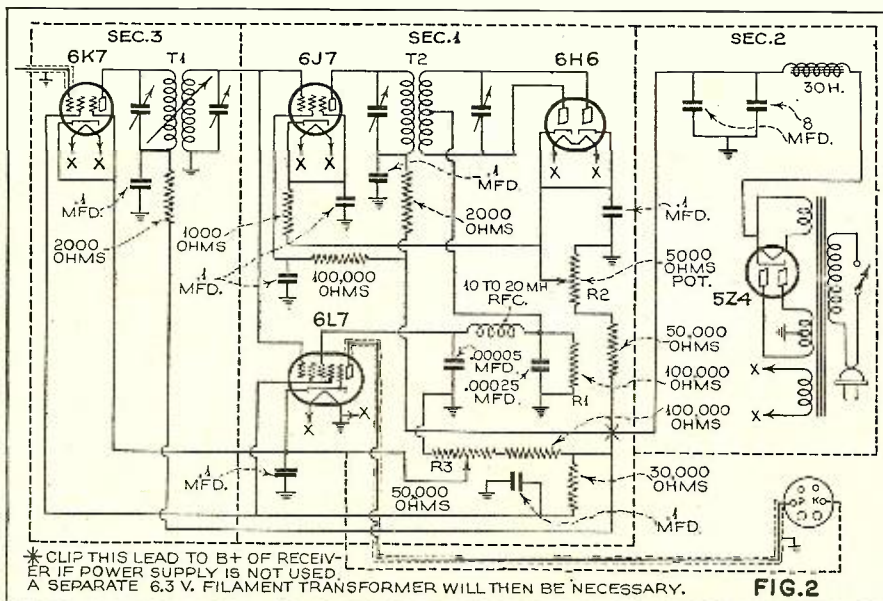 SEC.3
SEC.1
SEC.2
6K7
T1
6J7
T2
6H6
30H.
8
MFD.
X X
X X
X X
.1
MFD.
.1
MFD.
.1
MFD.
2000
OHMS
1000
OHMS
2000
OHMS
5000
OHMS
POT.
R2
5Z4
.1
MFD.
100,000
OHMS
10 TO 20 MH
RFC.
6L7
.00005
MFD.
.00025
MFD.
R1
50,000
OHMS
100,000
OHMS
100,000
OHMS
X
X
X
X
R3
.1
MFD.
50,000
OHMS
30,000
OHMS
.1
MFD.
P K
* CLIP THIS LEAD TO B+ OF RECEIV-
ER IF POWER SUPPLY IS NOT USED.
A SEPARATE 6.3 V. FILAMENT TRANSFORMER WILL THEN BE NECESSARY.
FIG.2